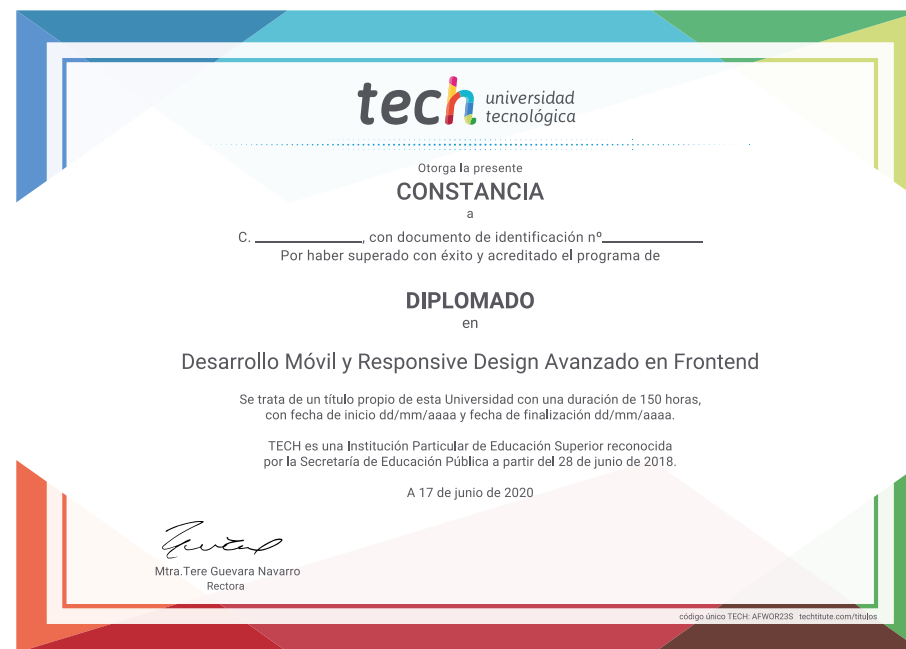 tech universidad
tecnológica
Otorga la presente
CONSTANCIA
a
C. ____________, con documento de identificación nº____________
Por haber superado con éxito y acreditado el programa de
DIPLOMADO
en
Desarrollo Móvil y Responsive Design Avanzado en Frontend
Se trata de un título propio de esta Universidad con una duración de 150 horas,
con fecha de inicio dd/mm/aaaa y fecha de finalización dd/mm/aaaa.
TECH es una Institución Particular de Educación Superior reconocida
por la Secretaría de Educación Pública a partir del 28 de junio de 2018.
A 17 de junio de 2020
Mtra.Tere Guevara Navarro
Rectora
código único TECH: AFWOR23S techtitute.com/titulos